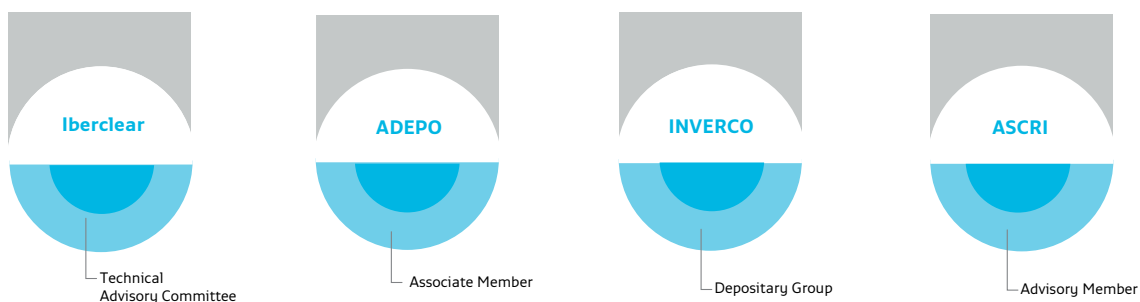 Iberclear
ADEPO
INVERCO
ASCRI
Technical
Advisory Committee
Associate Member
Depositary Group
Advisory Member